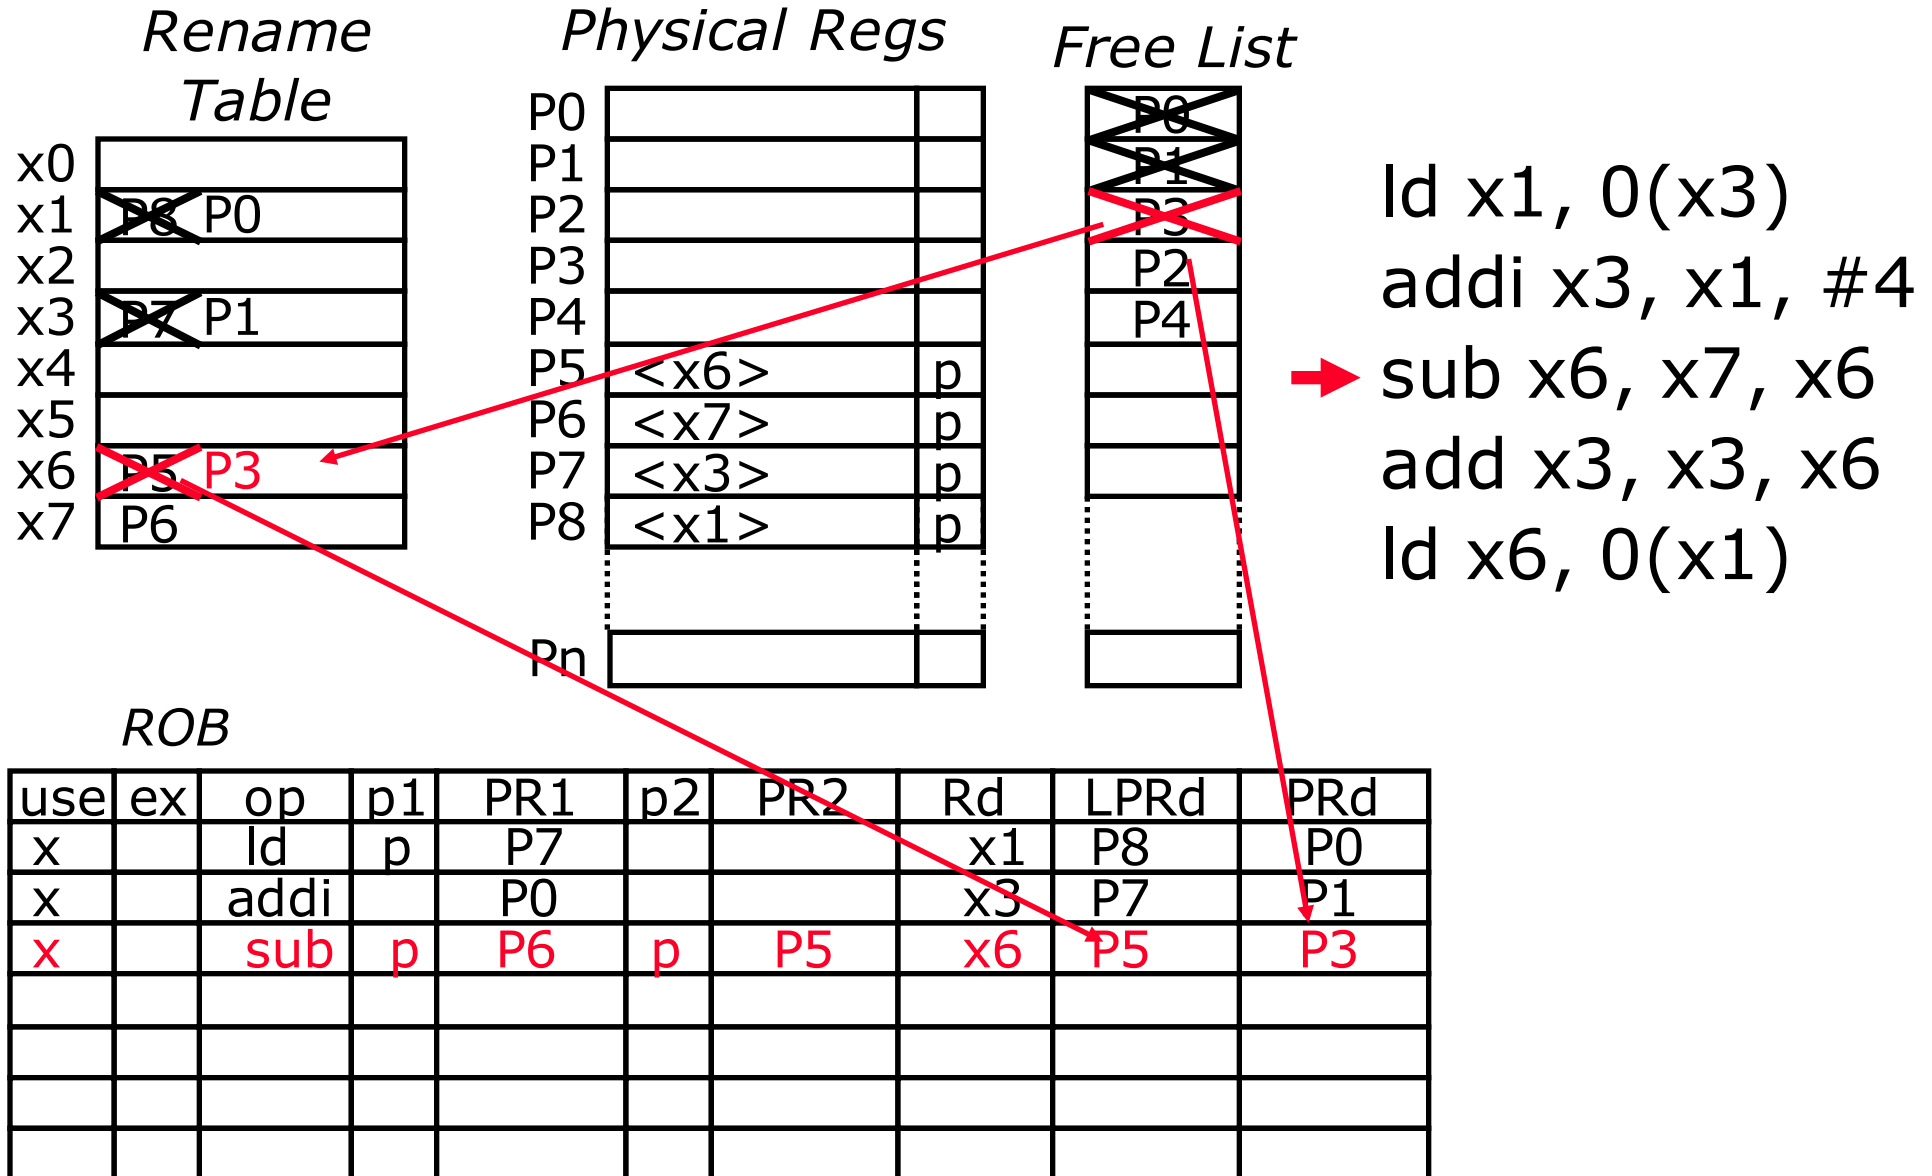 Rename Table
Physical Regs
Free List
x0
x1 P8 P0
x2
x3 P7 P1
x4
x5
x6 P5 P3
x7 P6
P0
P1
P2
P3
P4
P5 <x6> p
P6 <x7> p
P7 <x3> p
P8 <x1> p
Pn
P0
P1
P3
P2
P4
ld x1, 0(x3)
addi x3, x1, #4
sub x6, x7, x6
add x3, x3, x6
ld x6, 0(x1)
ROB
use ex op p1 PR1 p2 PR2 Rd LPRd PRd
x ld p P7 x1 P8 P0
x addi P0 x3 P7 P1
x sub p P6 p P5 x6 P5 P3